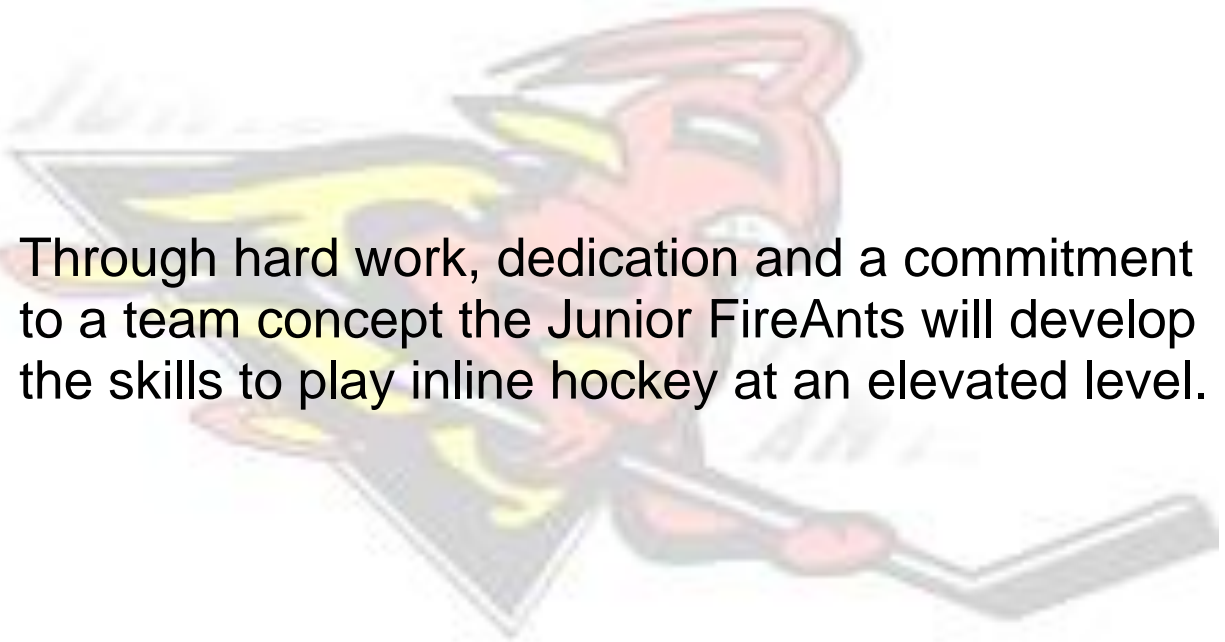 Through hard work, dedication and a commitment
to a team concept the Junior FireAnts will develop
the skills to play inline hockey at an elevated level.